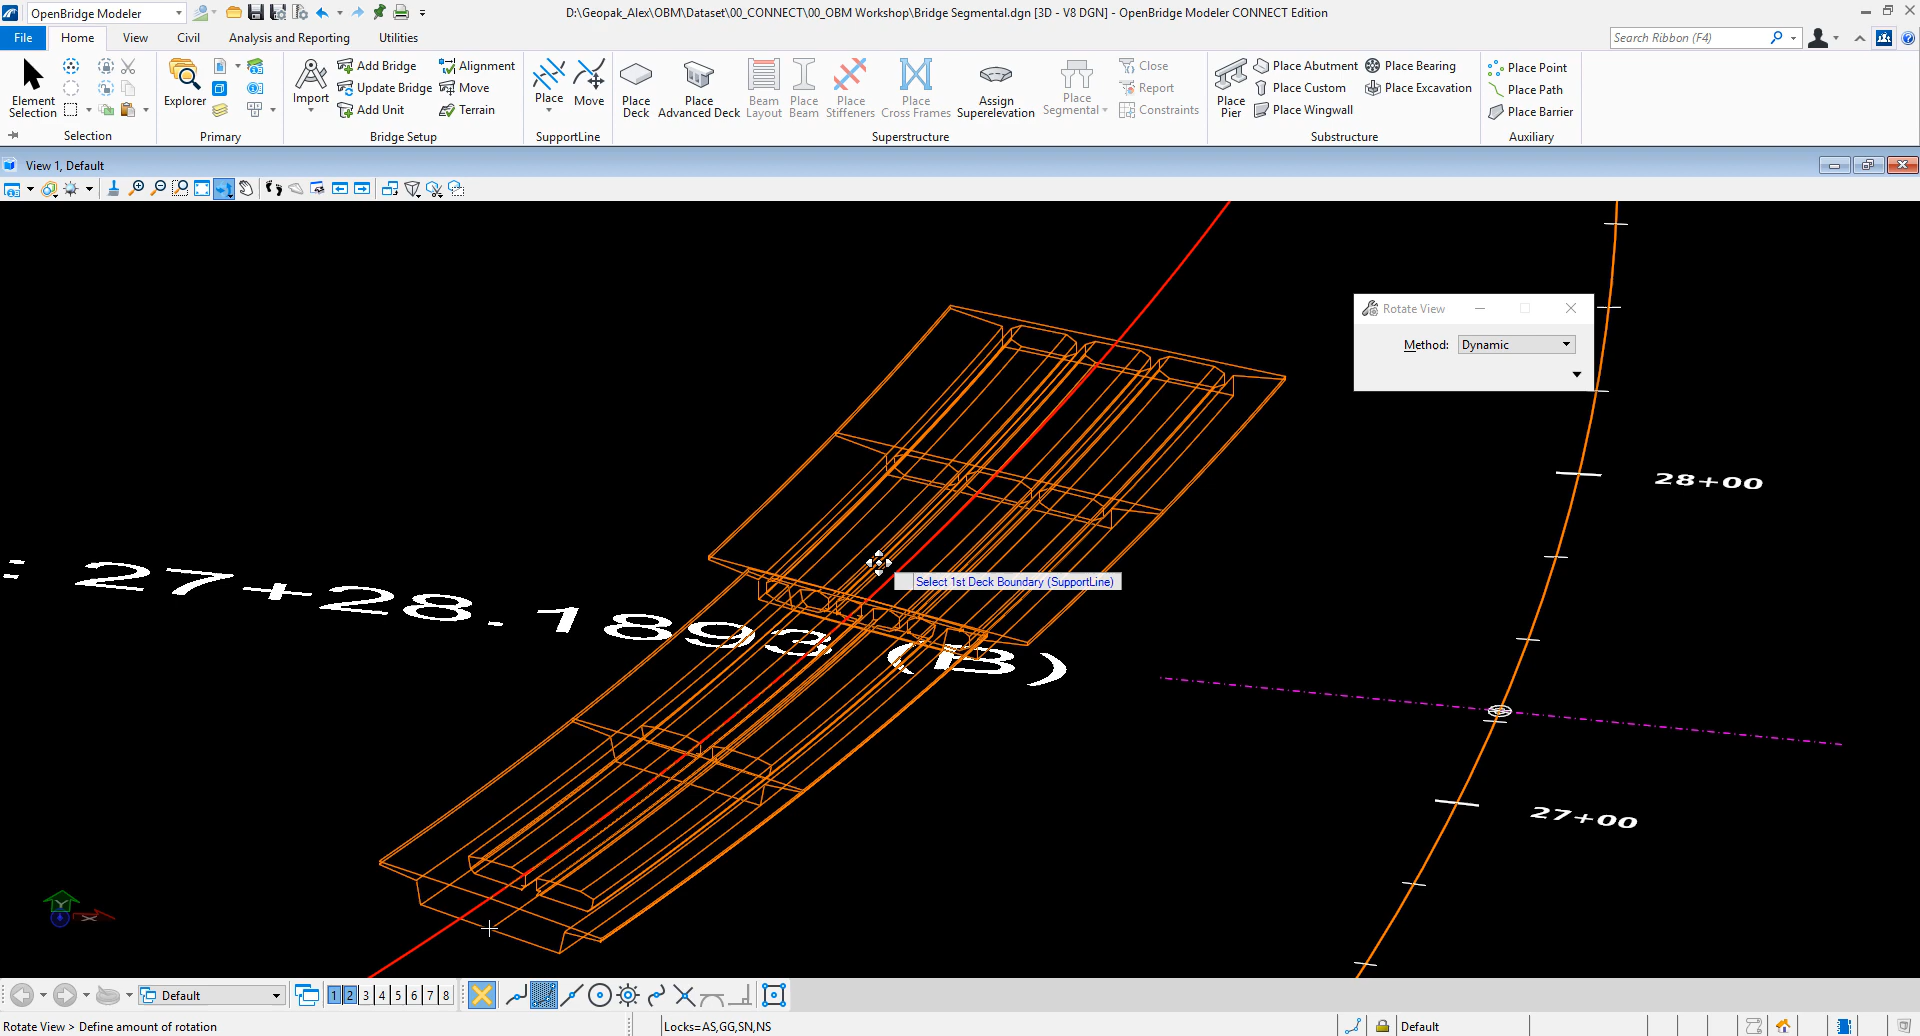 OpenBridge Modeler
D:\Geopak_Alex\OBM\Dataset\00_CONNECT\00_OBM Workshop\Bridge Segmental.dgn [3D - V8 DGN] - OpenBridge Modeler CONNECT Edition
File Home View Civil Analysis and Reporting Utilities
Search Ribbon (F4)
Element Selection
Selection
Explorer
Primary
Import
Add Bridge
Update Bridge
Add Unit
Alignment
Move
Terrain
Bridge Setup
Place
Move
SupportLine
Place Deck
Place Advanced Deck
Beam Layout
Place Beam
Place Stiffeners
Place Cross Frames
Assign Superelevation
Place Segmental
Close
Report
Constraints
Superstructure
Place Pier
Place Abutment
Place Custom
Place Wingwall
Place Bearing
Place Excavation
Substructure
Place Point
Place Path
Place Barrier
Auxiliary
View 1, Default
Rotate View
Method: Dynamic
28+00
Select 1st Deck Boundary (SupportLine)
= 27+28.1893 (B)
27+00
Y
X
Default
1 2 3 4 5 6 7 8
Rotate View > Define amount of rotation
Locks=AS,GG,SN,NS
Default